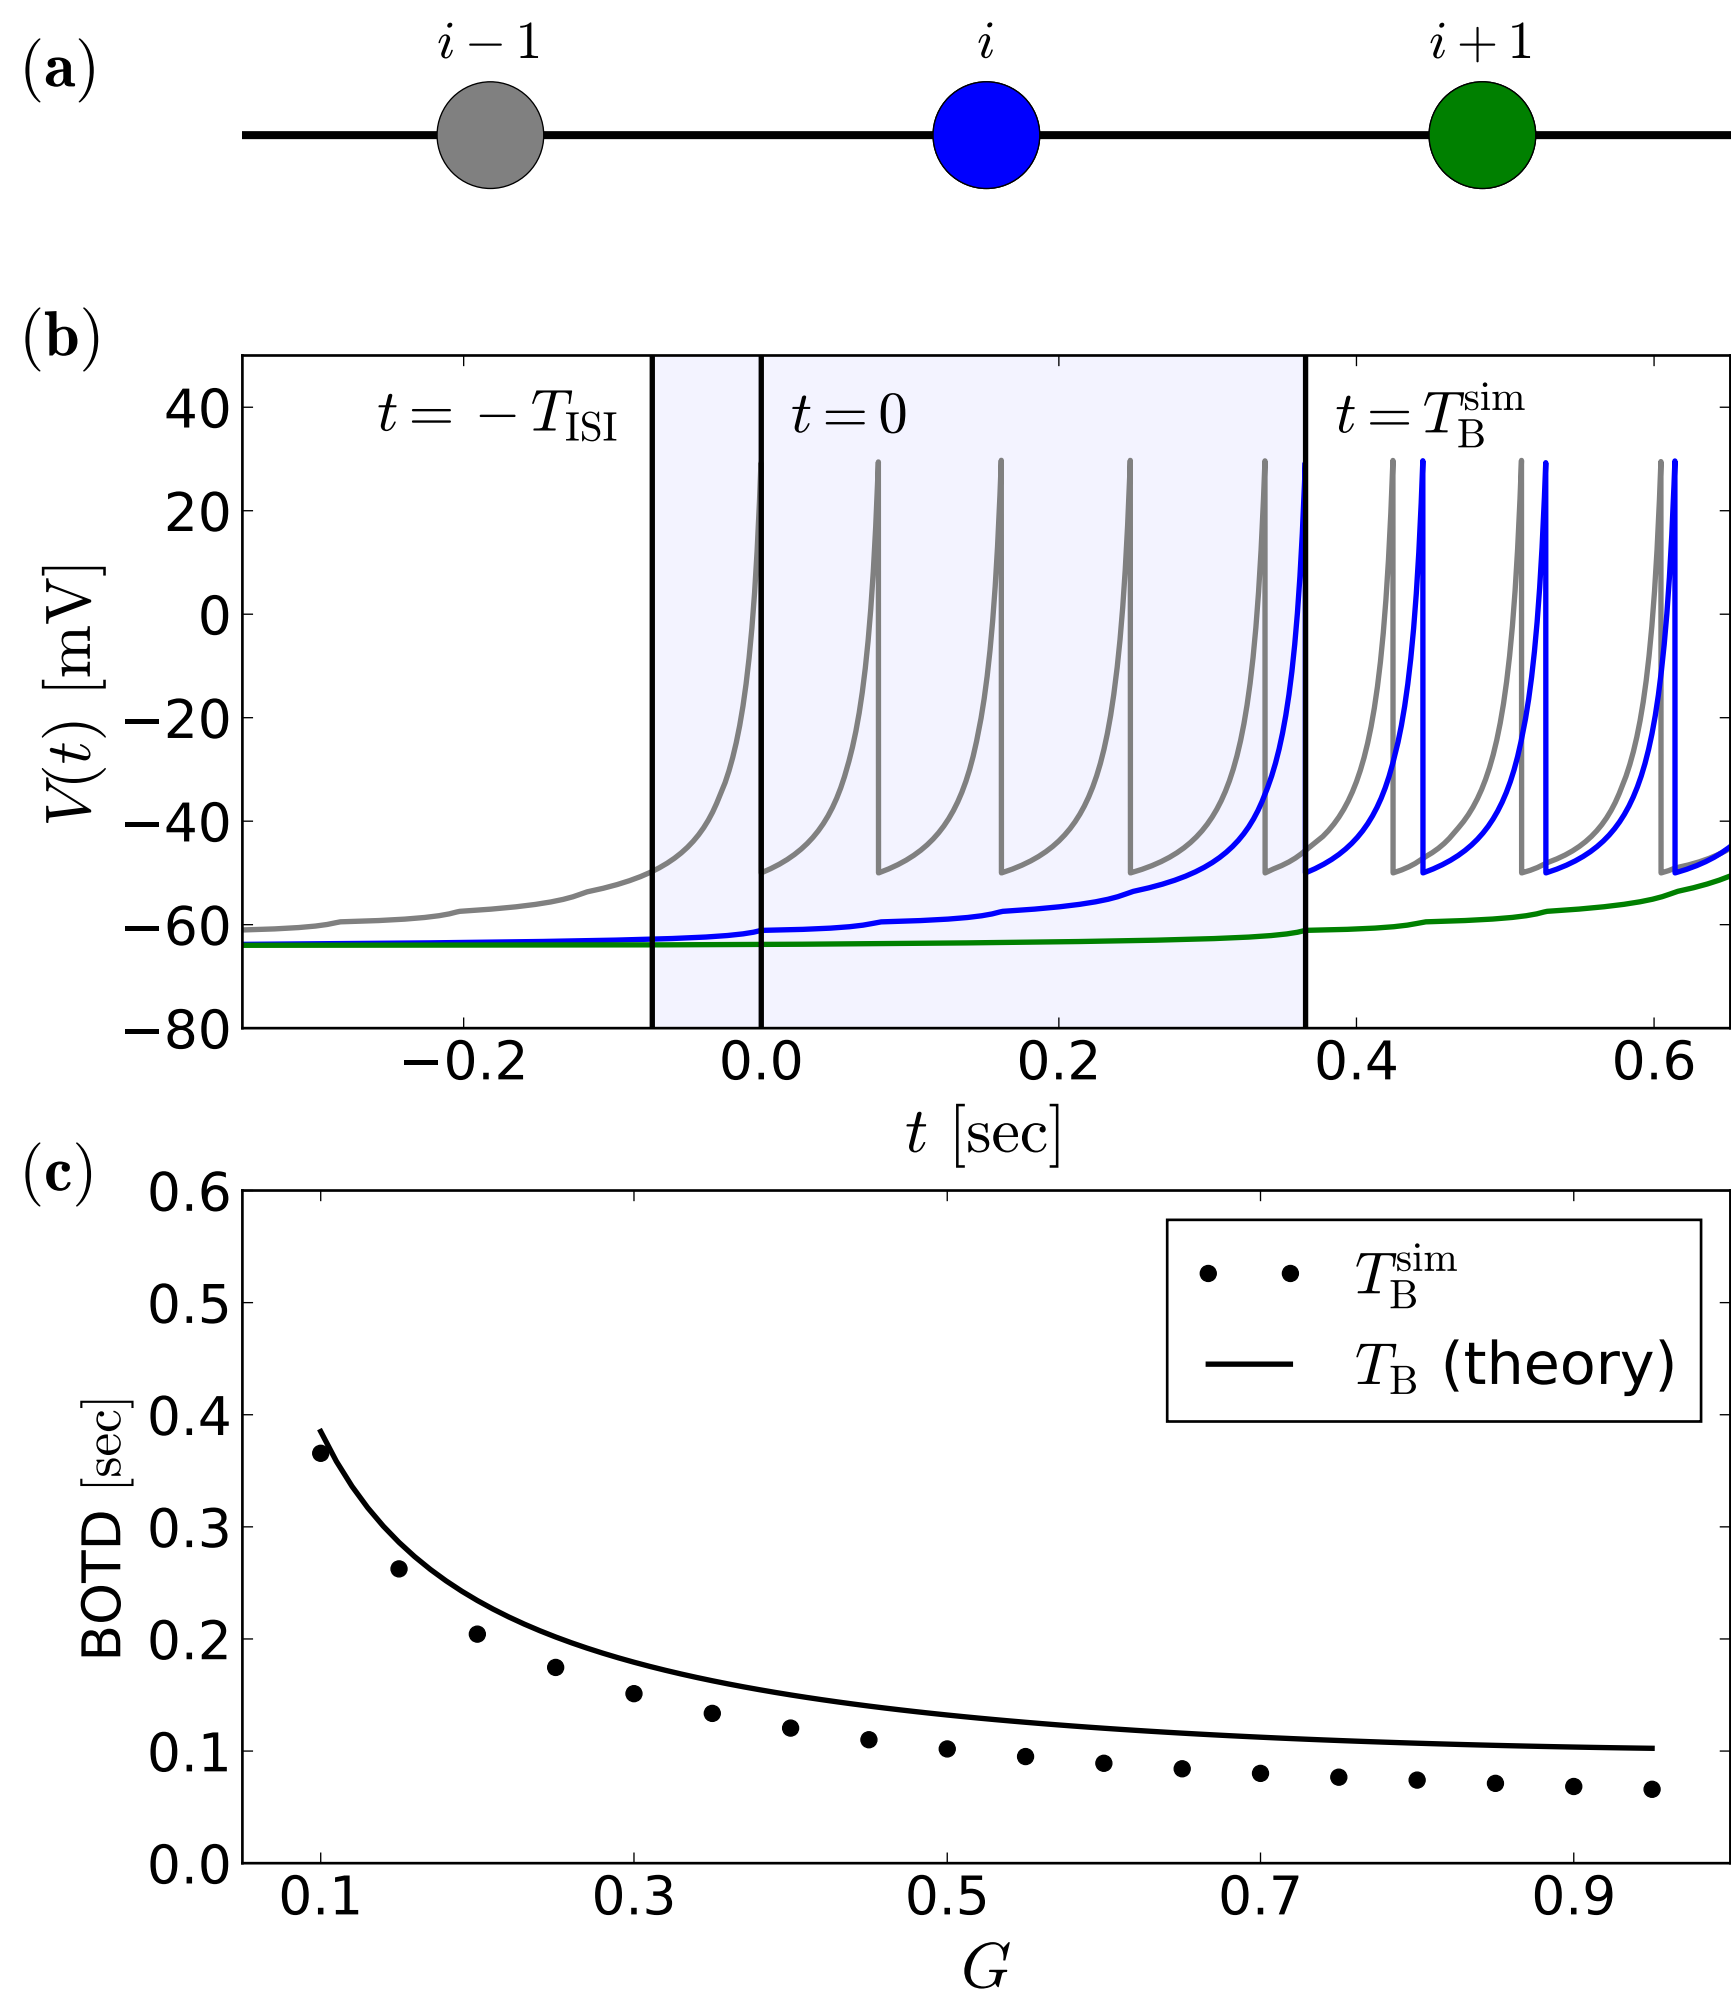 (a)
i − 1 i i + 1
(b)
t = − T_ISI t = 0 t = T_B^sim
40
20
0
−20
−40
−60
−80
V(t) [mV]
−0.2 0.0 0.2 0.4 0.6
t [sec]
(c)
0.6
0.5
0.4
0.3
0.2
0.1
0.0
BOTD [sec]
T_B^sim
T_B (theory)
0.1 0.3 0.5 0.7 0.9
G